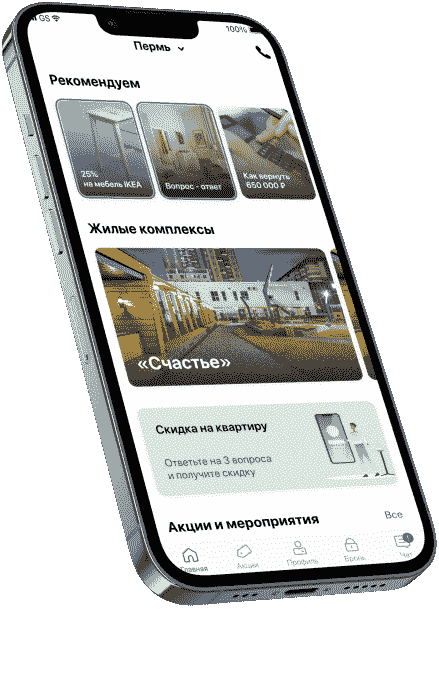 GS
100%
Пермь
Рекомендуем
25%
на мебель IKEA
Вопрос - ответ
Как вернуть
650 000 ₽
Жилые комплексы
«Счастье»
Скидка на квартиру
Ответьте на 3 вопроса
и получите скидку
Акции и мероприятия
Все
Главная
Акции
Профиль
Бронь
Чат
1